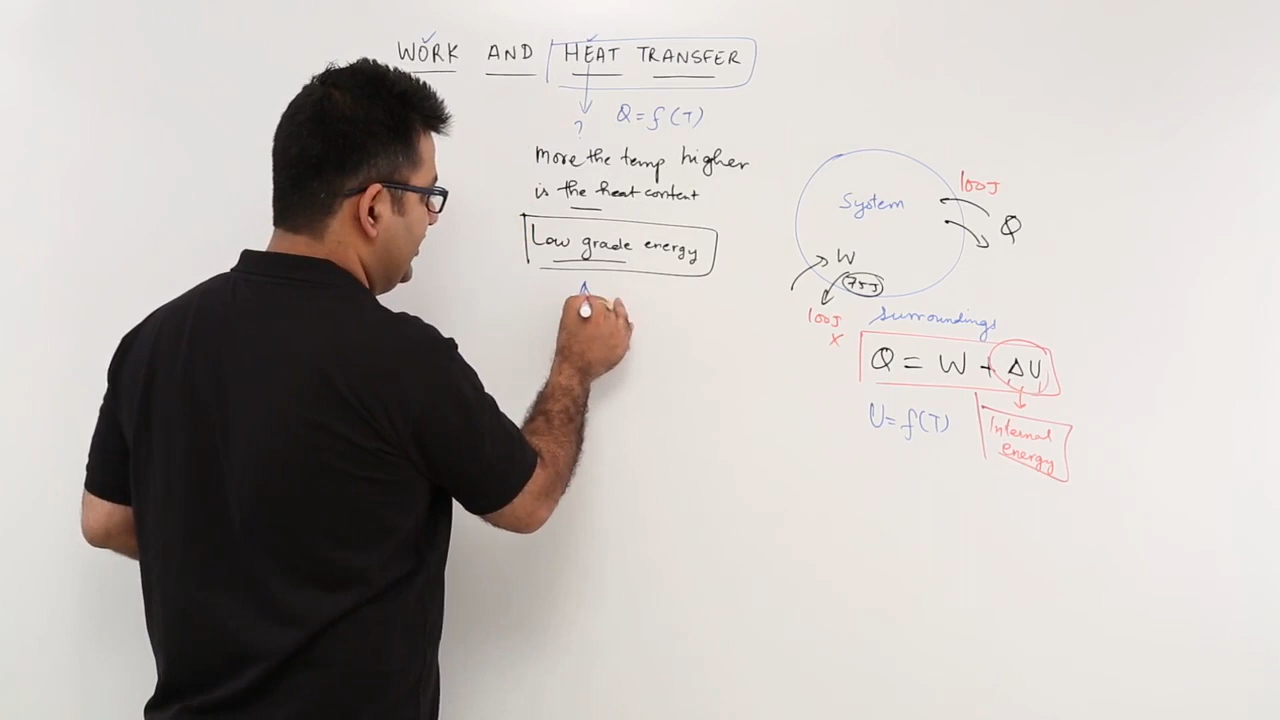 WORK AND HEAT TRANSFER
? Q = f(T)
More the temp higher
is the heat content
Low grade energy
System
100J
Q
W
75J
100J
x
Surroundings
Q = W + ΔU
U = f(T)
Internal
energy